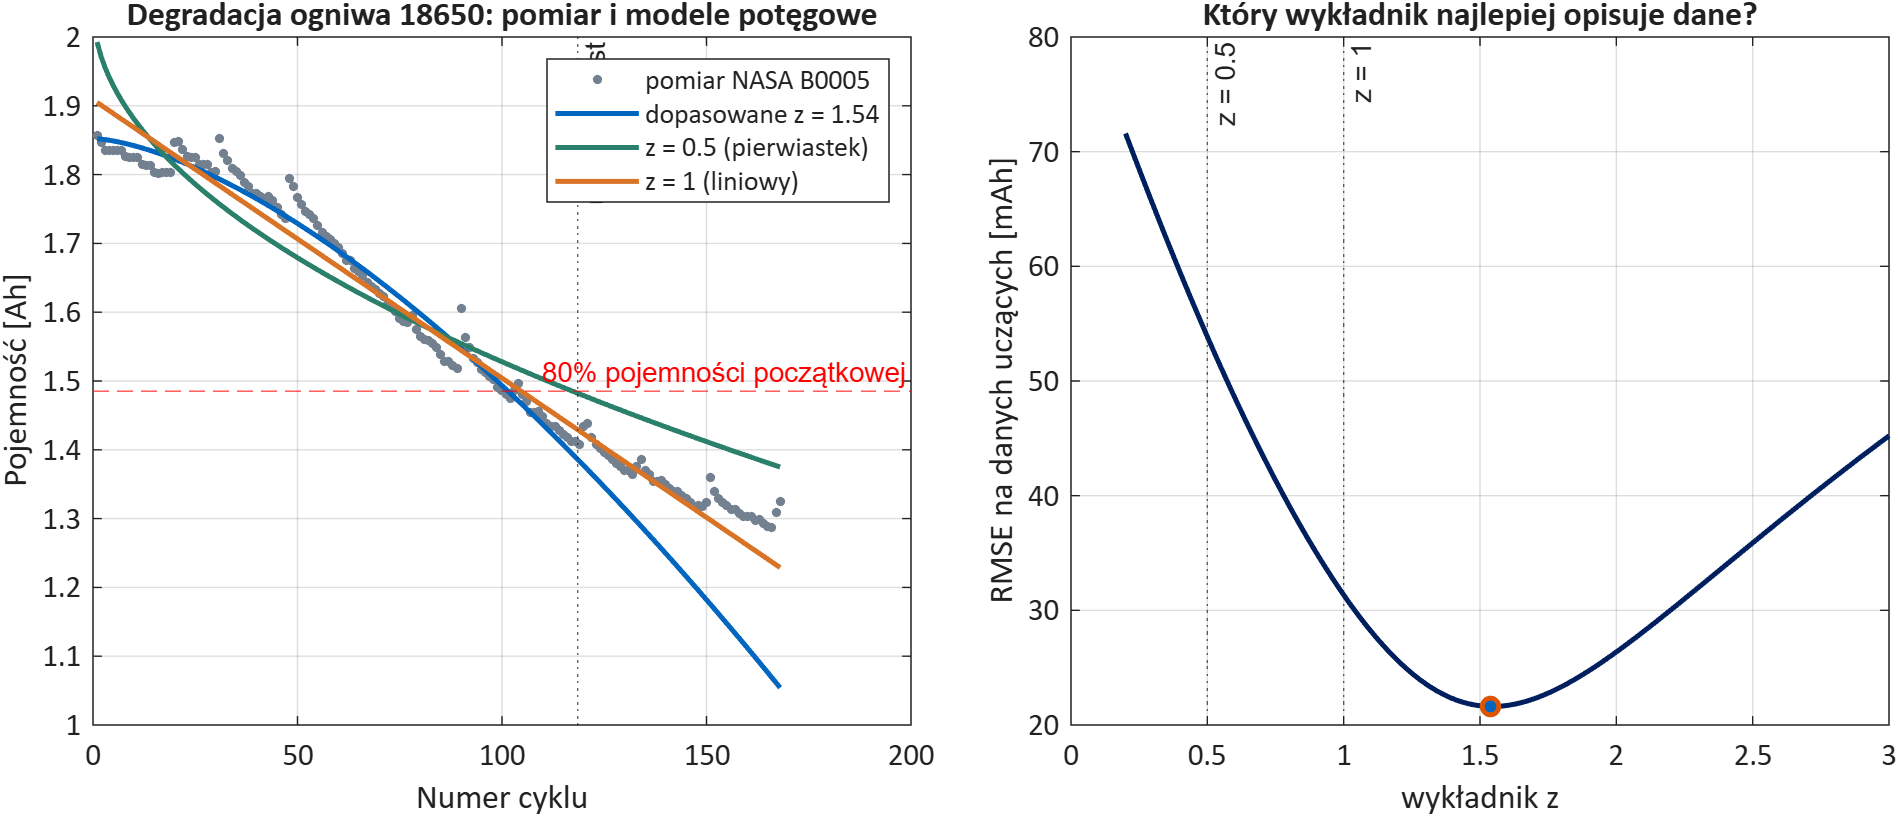 Degradacja ogniwa 18650: pomiar i modele potęgowe
2
1.9
1.8
1.7
1.6
1.5
1.4
1.3
1.2
1.1
1
Pojemność [Ah]
pomiar NASA B0005
dopasowane z = 1.54
z = 0.5 (pierwiastek)
z = 1 (liniowy)
80% pojemności początkowej
0
50
100
150
200
Numer cyklu
Który wykładnik najlepiej opisuje dane?
80
70
60
50
40
30
20
RMSE na danych uczących [mAh]
z = 0.5
z = 1
0
0.5
1
1.5
2
2.5
3
wykładnik z